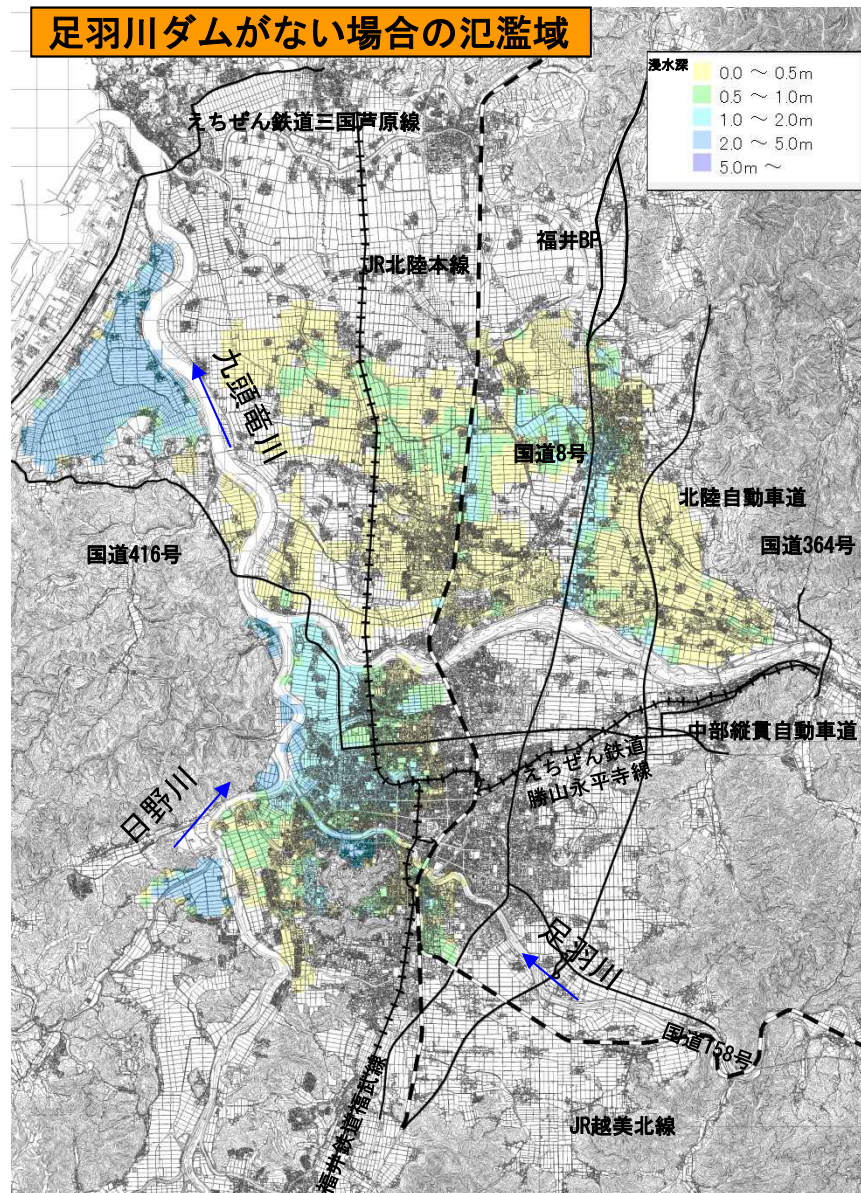 足羽川ダムがない場合の氾濫域
浸水深
0.0 ～ 0.5m
0.5 ～ 1.0m
1.0 ～ 2.0m
2.0 ～ 5.0m
5.0m ～
えちぜん鉄道三国芦原線
福井BP
JR北陸本線
九頭竜川
国道8号
北陸自動車道
国道364号
国道416号
中部縦貫自動車道
えちぜん鉄道
勝山永平寺線
日野川
足羽川
国道158号
福井鉄道福武線
JR越美北線